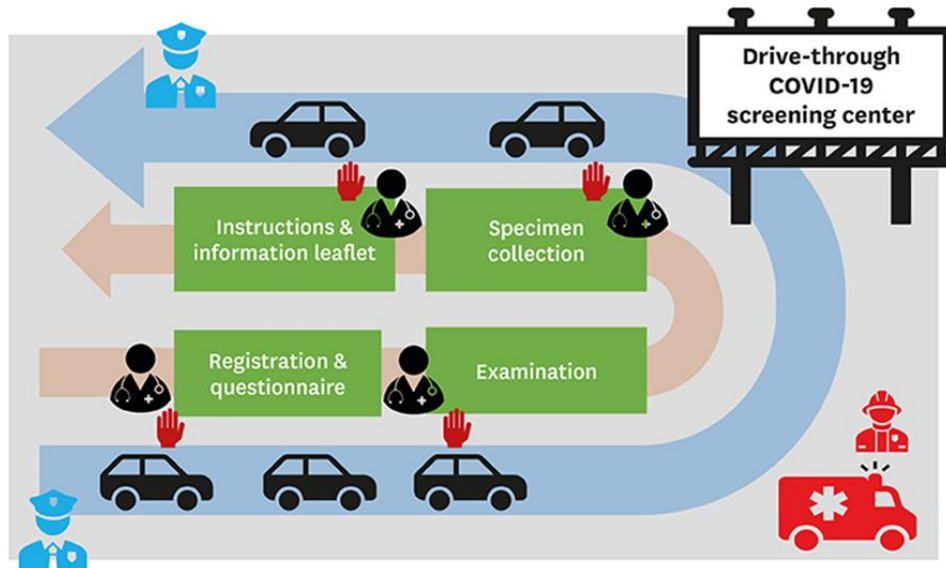 Drive-through
COVID-19
screening center
Instructions &
information leaflet
Specimen
collection
Registration &
questionnaire
Examination